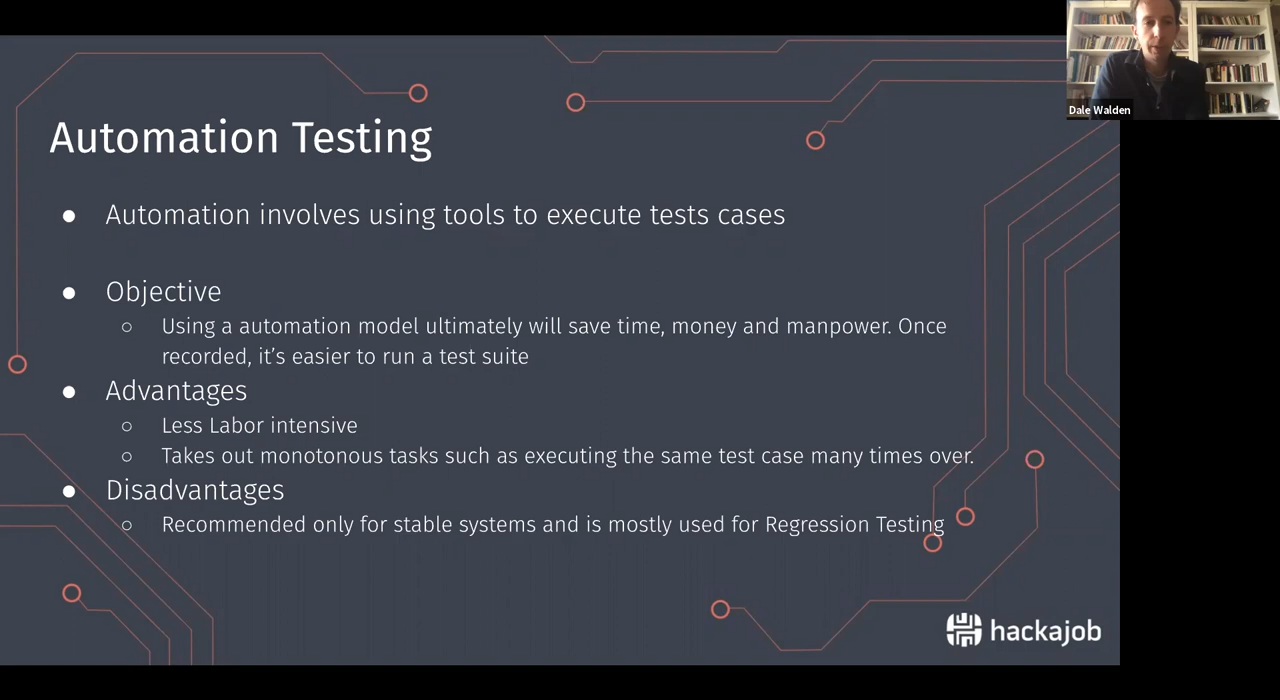 Automation Testing
● Automation involves using tools to execute tests cases
● Objective
○ Using a automation model ultimately will save time, money and manpower. Once
recorded, it’s easier to run a test suite
● Advantages
○ Less Labor intensive
○ Takes out monotonous tasks such as executing the same test case many times over.
● Disadvantages
○ Recommended only for stable systems and is mostly used for Regression Testing
hackajob
Dale Walden